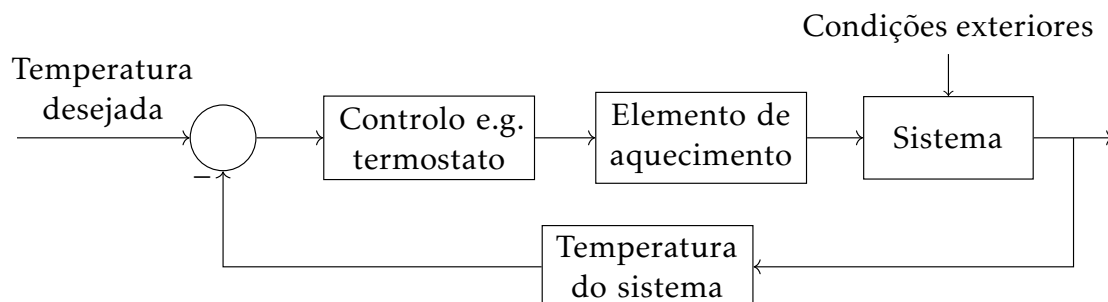 Condições exteriores
Temperatura
desejada
Controlo e.g.
termostato
Elemento de
aquecimento
Sistema
−
Temperatura
do sistema